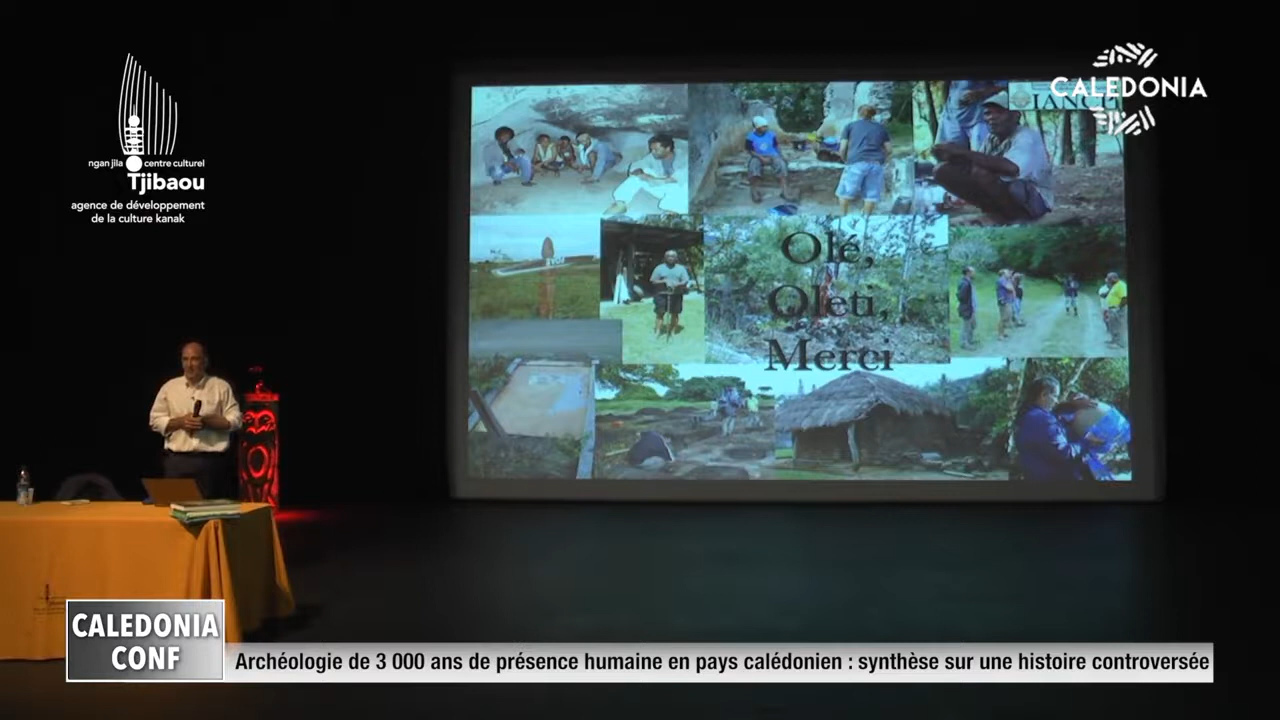 ngan jila centre culturel
Tjibaou
agence de développement
de la culture kanak
CALEDONIA
IANCP
Olé,
Oleti,
Merci
CALEDONIA
CONF
Archéologie de 3 000 ans de présence humaine en pays calédonien : synthèse sur une histoire controversée